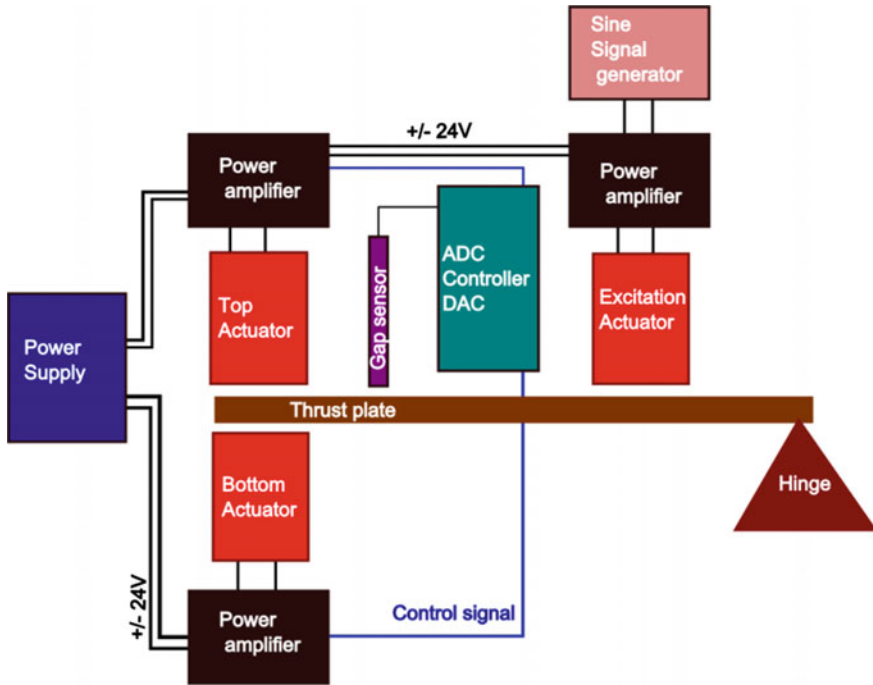 Sine
Signal
generator
+/- 24V
Power
amplifier
Power
amplifier
ADC
Controller
DAC
Gap sensor
Top
Actuator
Excitation
Actuator
Power
Supply
Thrust plate
Bottom
Actuator
Hinge
+/- 24V
Power
amplifier
Control signal